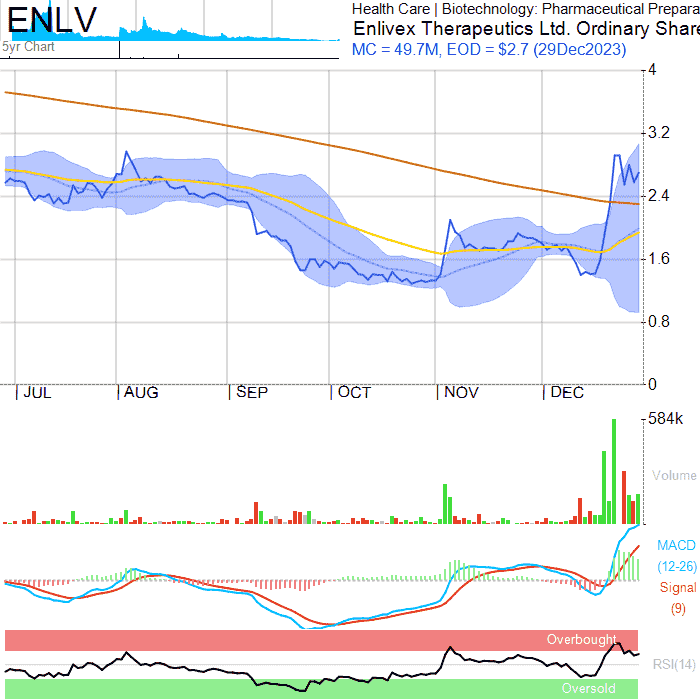 ENLV
5yr Chart
Health Care | Biotechnology: Pharmaceutical Prepara
Enlivex Therapeutics Ltd. Ordinary Share
MC = 49.7M, EOD = $2.7 (29Dec2023)
4
3.2
2.4
1.6
0.8
0
JUL AUG SEP OCT NOV DEC
584k
Volume
MACD
(12-26)
Signal
(9)
Overbought
RSI(14)
Oversold